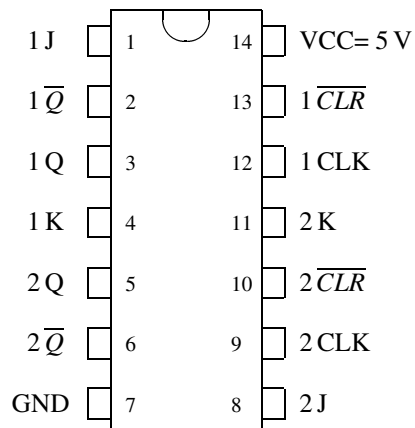 1 J 1 14 VCC= 5 V
1 Q̅ 2 13 1 C̅L̅R̅
1 Q 3 12 1 CLK
1 K 4 11 2 K
2 Q 5 10 2 C̅L̅R̅
2 Q̅ 6 9 2 CLK
GND 7 8 2 J